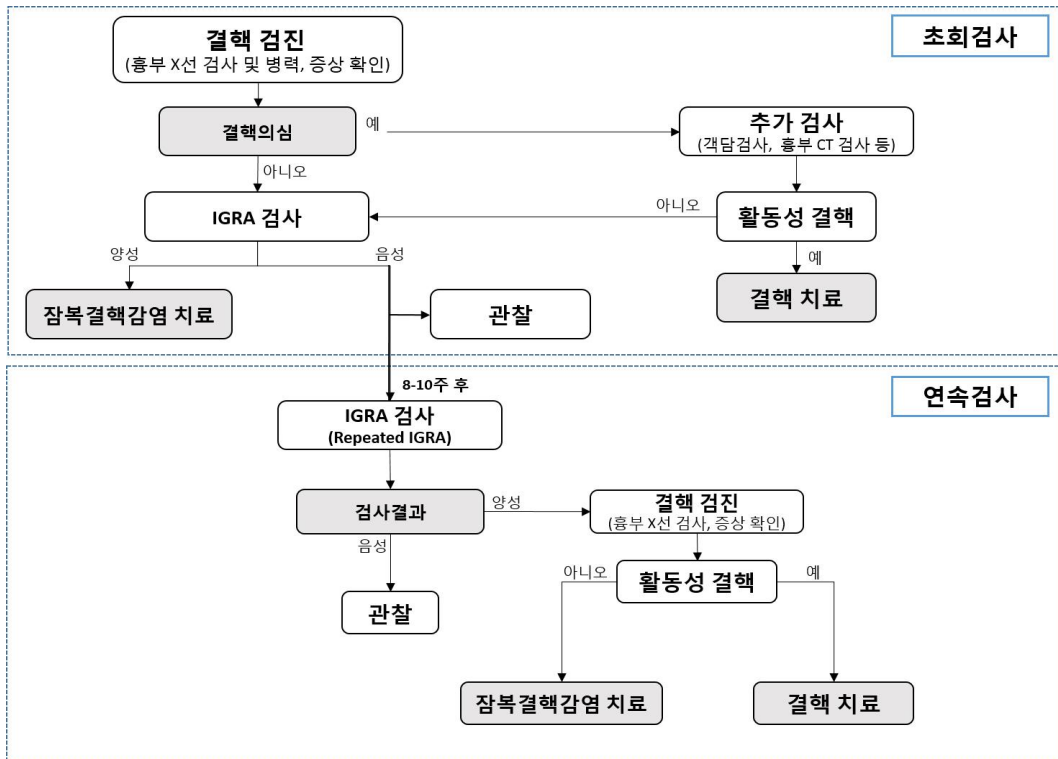 초회검사
결핵 검진
(흉부 X선 검사 및 병력, 증상 확인)
결핵의심
예
추가 검사
(객담검사, 흉부 CT 검사 등)
아니오
IGRA 검사
아니오
활동성 결핵
양성
음성
예
잠복결핵감염 치료
관찰
결핵 치료
연속검사
8-10주 후
IGRA 검사
(Repeated IGRA)
검사결과
양성
결핵 검진
(흉부 X선 검사, 증상 확인)
음성
아니오
활동성 결핵
예
관찰
잠복결핵감염 치료
결핵 치료